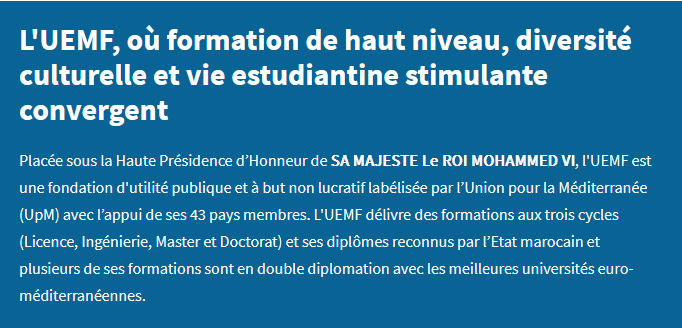 L'UEMF, où formation de haut niveau, diversité
culturelle et vie estudiantine stimulante
convergent
Placée sous la Haute Présidence d’Honneur de SA MAJESTE Le ROI MOHAMMED VI, l'UEMF est
une fondation d'utilité publique et à but non lucratif labélisée par l’Union pour la Méditerranée
(UpM) avec l’appui de ses 43 pays membres. L'UEMF délivre des formations aux trois cycles
(Licence, Ingénierie, Master et Doctorat) et ses diplômes reconnus par l’Etat marocain et
plusieurs de ses formations sont en double diplomation avec les meilleures universités euro-
méditerranéennes.